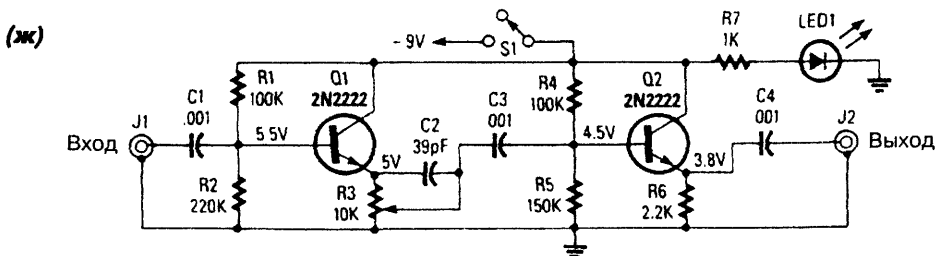 (ж)
- 9V
S1
R7
1K
LED1
R1
100K
Q1
2N2222
R4
100K
Q2
2N2222
C1
.001
J1
Вход
5 5V
C2
39pF
5V
C3
001
4.5V
3.8V
C4
001
J2
Выход
R2
220K
R3
10K
R5
150K
R6
2.2K